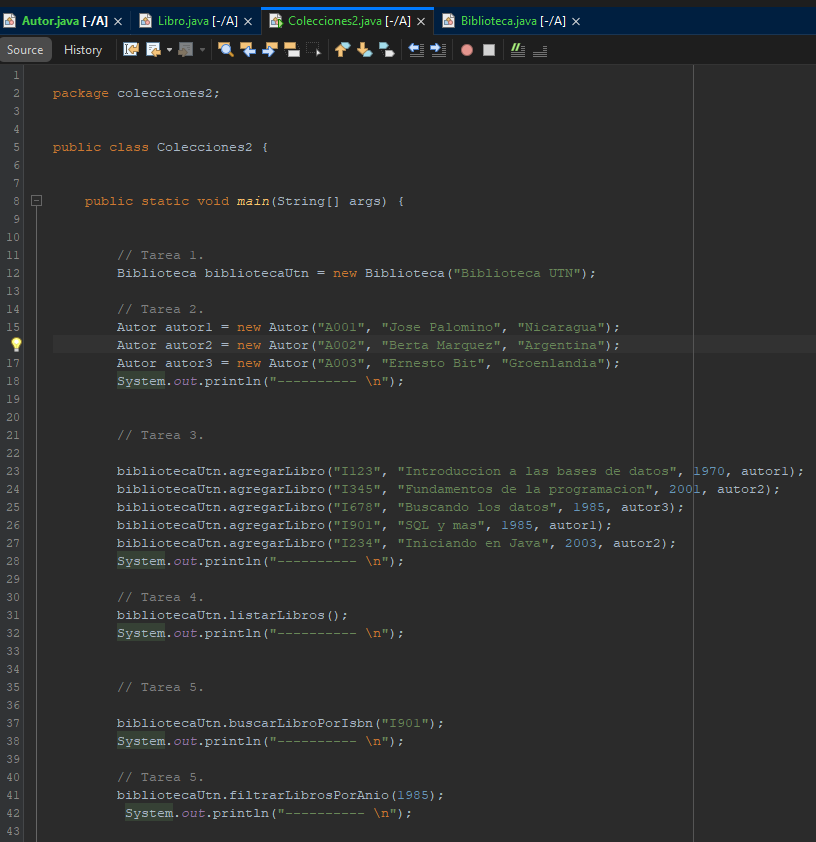 Autor.java [-/A] × Libro.java [-/A] × Colecciones2.java [-/A] × Biblioteca.java [-/A] ×
Source History
1
2 package colecciones2;
3
4
5 public class Colecciones2 {
6
7
8 public static void main(String[] args) {
9
10
11 // Tarea 1.
12 Biblioteca bibliotecaUtn = new Biblioteca("Biblioteca UTN");
13
14 // Tarea 2.
15 Autor autor1 = new Autor("A001", "Jose Palomino", "Nicaragua");
Autor autor2 = new Autor("A002", "Berta Marquez", "Argentina");
17 Autor autor3 = new Autor("A003", "Ernesto Bit", "Groenlandia");
18 System.out.println("---------- \n");
19
20
21 // Tarea 3.
22
23 bibliotecaUtn.agregarLibro("I123", "Introduccion a las bases de datos", 1970, autor1);
24 bibliotecaUtn.agregarLibro("I345", "Fundamentos de la programacion", 2001, autor2);
25 bibliotecaUtn.agregarLibro("I678", "Buscando los datos", 1985, autor3);
26 bibliotecaUtn.agregarLibro("I901", "SQL y mas", 1985, autor1);
27 bibliotecaUtn.agregarLibro("I234", "Iniciando en Java", 2003, autor2);
28 System.out.println("---------- \n");
29
30 // Tarea 4.
31 bibliotecaUtn.listarLibros();
32 System.out.println("---------- \n");
33
34
35 // Tarea 5.
36
37 bibliotecaUtn.buscarLibroPorIsbn("I901");
38 System.out.println("---------- \n");
39
40 // Tarea 5.
41 bibliotecaUtn.filtrarLibrosPorAnio(1985);
42 System.out.println("---------- \n");
43